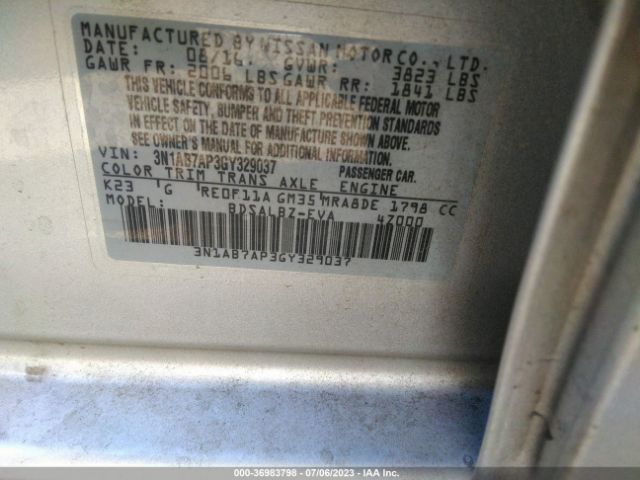 MANUFACTURED BY NISSAN MOTOR CO., LTD.
DATE: 06/16 GVWR: 3823 LBS
GAWR FR: 2006 LBS GAWR RR: 1841 LBS
THIS VEHICLE CONFORMS TO ALL APPLICABLE FEDERAL MOTOR
VEHICLE SAFETY, BUMPER AND THEFT PREVENTION STANDARDS
IN EFFECT ON THE DATE OF MANUFACTURE SHOWN ABOVE.
SEE OWNER'S MANUAL FOR ADDITIONAL INFORMATION.
VIN: 3N1AB7AP3GY329037 PASSENGER CAR.
COLOR TRIM TRANS AXLE ENGINE
K23 G RE0F11A GM35 MRA8DE 1798 CC
MODEL: BDSALBZ-EVA 4Z000
3N1AB7AP3GY329037
000-36983798 - 07/06/2023 - IAA Inc.